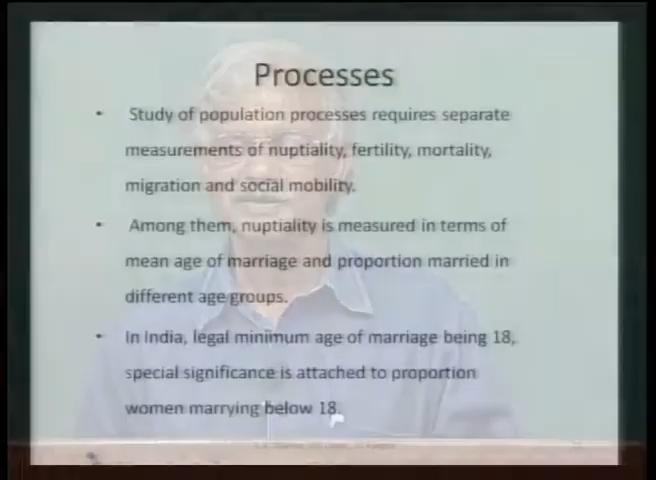 Processes
• Study of population processes requires separate
measurements of nuptiality, fertility, mortality,
migration and social mobility.
• Among them, nuptiality is measured in terms of
mean age of marriage and proportion married in
different age groups.
• In India, legal minimum age of marriage being 18,
special significance is attached to proportion
women marrying below 18.